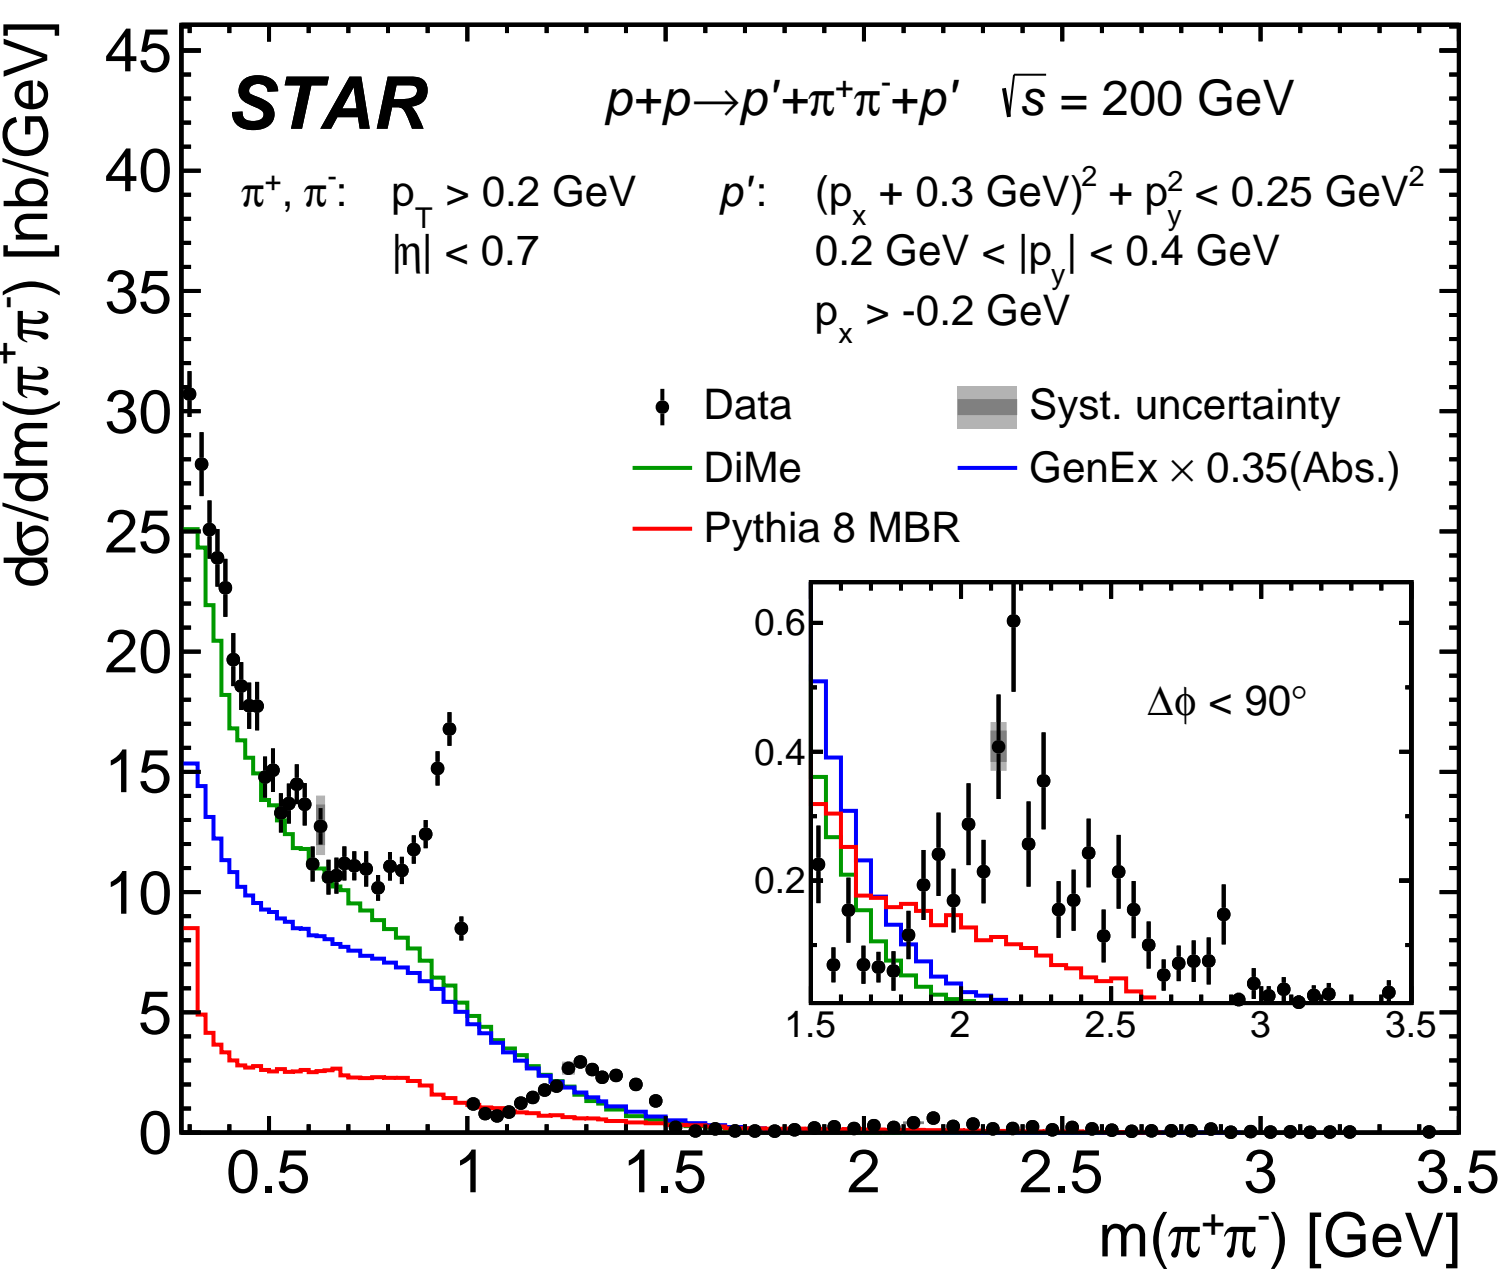 dσ/dm(π⁺π⁻) [nb/GeV]
45
40
35
30
25
20
15
10
5
0
STAR
p+p→p′+π⁺π⁻+p′ √s = 200 GeV
π⁺, π⁻: p_T > 0.2 GeV p′: (p_x + 0.3 GeV)² + p_y² < 0.25 GeV²
|η| < 0.7 0.2 GeV < |p_y| < 0.4 GeV
p_x > -0.2 GeV
Data Syst. uncertainty
DiMe GenEx × 0.35(Abs.)
Pythia 8 MBR
0.6
0.4
0.2
Δϕ < 90°
1.5 2 2.5 3 3.5
0.5 1 1.5 2 2.5 3 3.5
m(π⁺π⁻) [GeV]